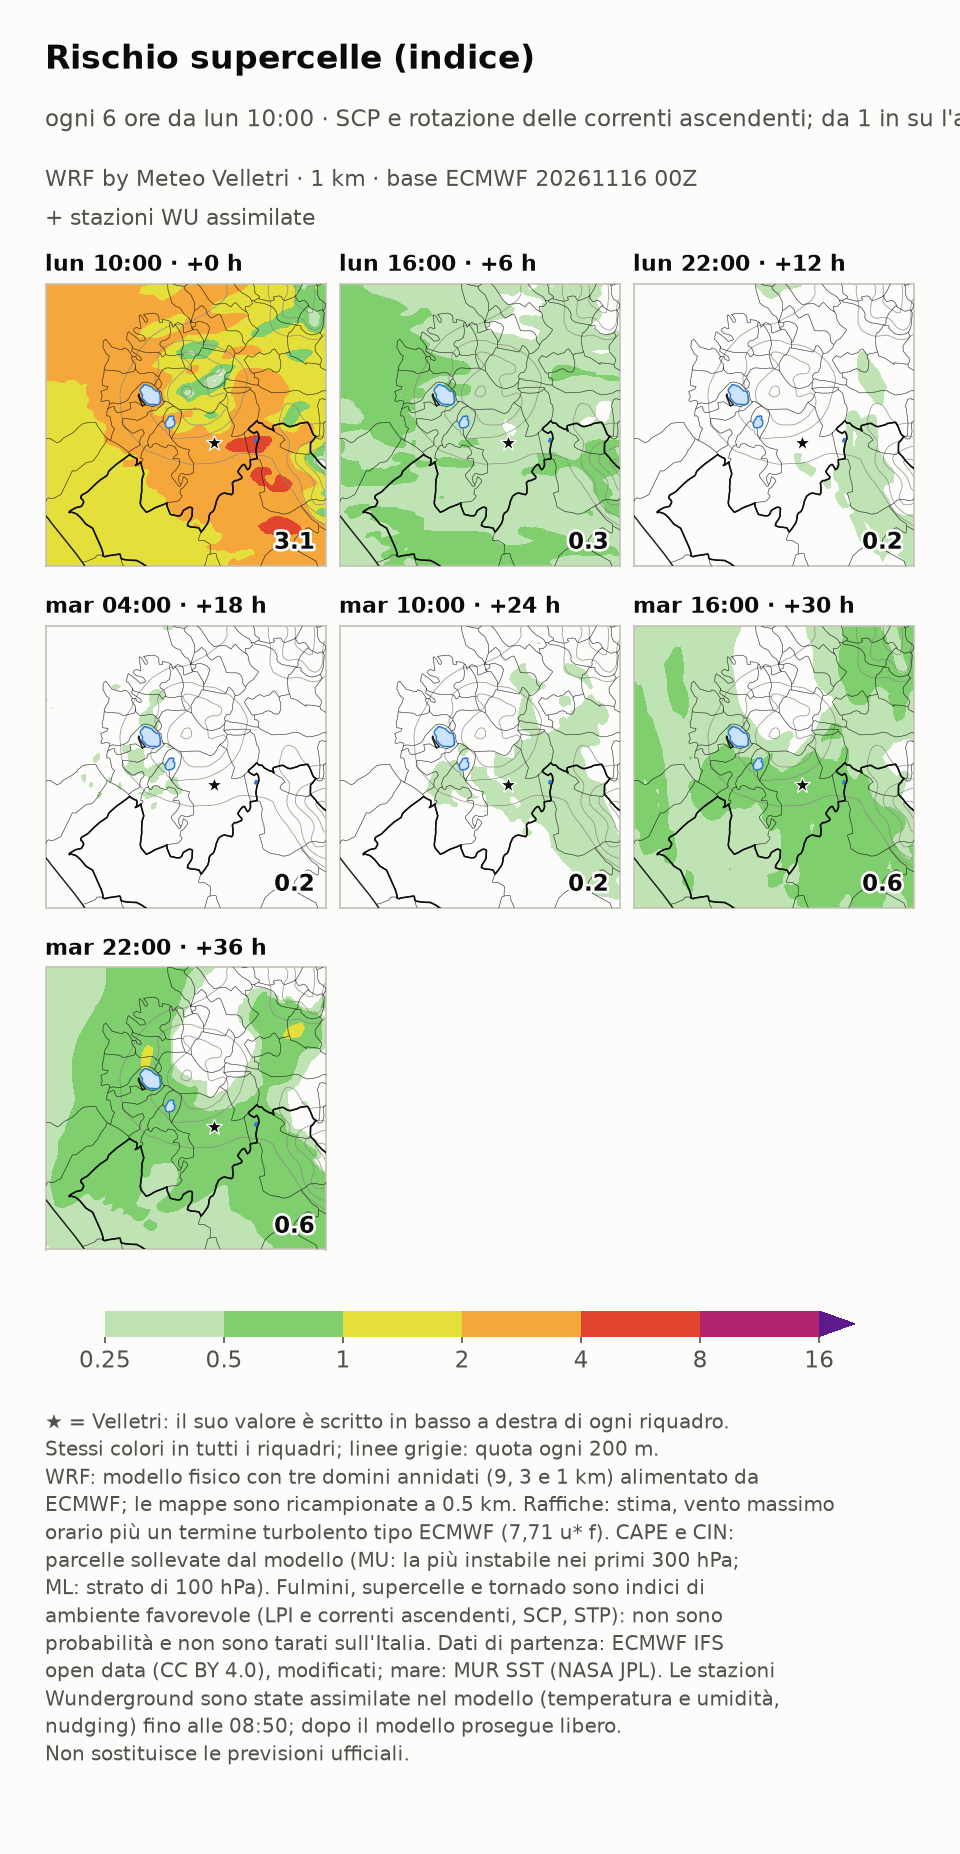 Rischio supercelle (indice)
ogni 6 ore da lun 10:00 · SCP e rotazione delle correnti ascendenti; da 1 in su l'a
WRF by Meteo Velletri · 1 km · base ECMWF 20261116 00Z
+ stazioni WU assimilate
lun 10:00 · +0 h
lun 16:00 · +6 h
lun 22:00 · +12 h
3.1
0.3
0.2
mar 04:00 · +18 h
mar 10:00 · +24 h
mar 16:00 · +30 h
0.2
0.2
0.6
mar 22:00 · +36 h
0.6
0.25 0.5 1 2 4 8 16
★ = Velletri: il suo valore è scritto in basso a destra di ogni riquadro.
Stessi colori in tutti i riquadri; linee grigie: quota ogni 200 m.
WRF: modello fisico con tre domini annidati (9, 3 e 1 km) alimentato da
ECMWF; le mappe sono ricampionate a 0.5 km. Raffiche: stima, vento massimo
orario più un termine turbolento tipo ECMWF (7,71 u* f). CAPE e CIN:
parcelle sollevate dal modello (MU: la più instabile nei primi 300 hPa;
ML: strato di 100 hPa). Fulmini, supercelle e tornado sono indici di
ambiente favorevole (LPI e correnti ascendenti, SCP, STP): non sono
probabilità e non sono tarati sull'Italia. Dati di partenza: ECMWF IFS
open data (CC BY 4.0), modificati; mare: MUR SST (NASA JPL). Le stazioni
Wunderground sono state assimilate nel modello (temperatura e umidità,
nudging) fino alle 08:50; dopo il modello prosegue libero.
Non sostituisce le previsioni ufficiali.